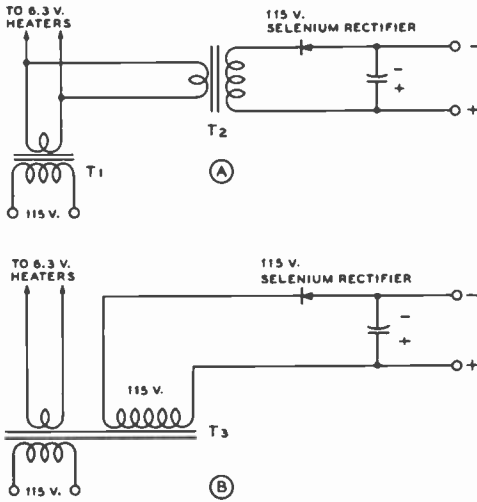 TO 6.3 V.
HEATERS
115 V.
SELENIUM RECTIFIER
-
-
+
+
T2
T1
A
115 V.
TO 6.3 V.
HEATERS
115 V.
SELENIUM RECTIFIER
-
-
+
+
115 V.
T3
115 V.
B